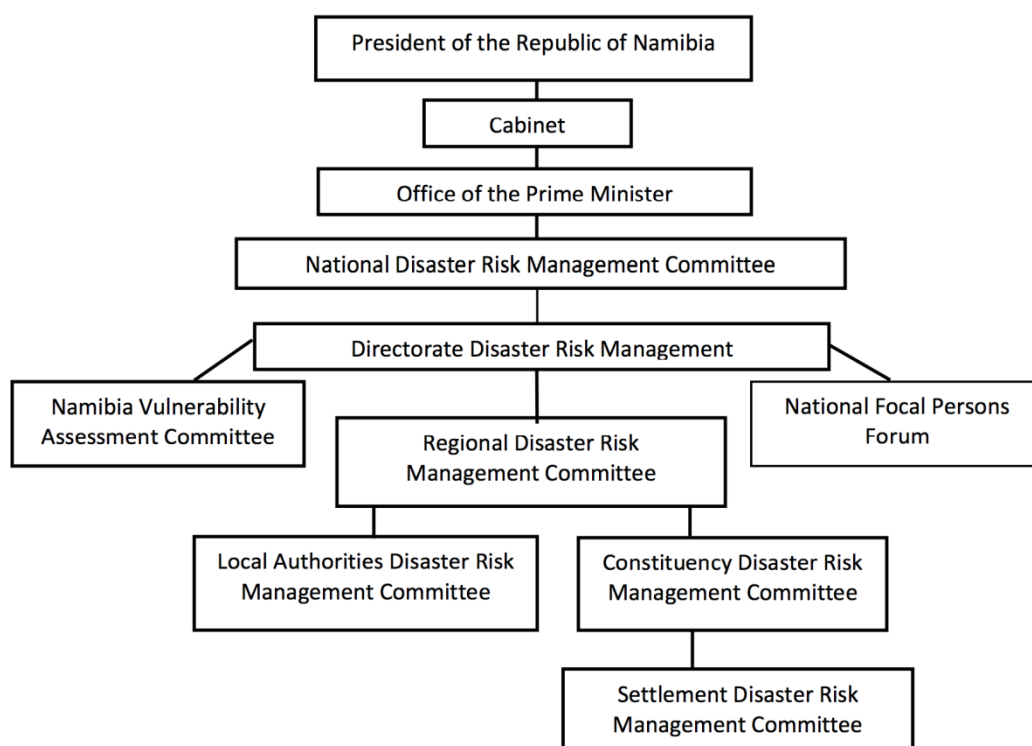 President of the Republic of Namibia
Cabinet
Office of the Prime Minister
National Disaster Risk Management Committee
Directorate Disaster Risk Management
Namibia Vulnerability
Assessment Committee
National Focal Persons
Forum
Regional Disaster Risk
Management Committee
Local Authorities Disaster Risk
Management Committee
Constituency Disaster Risk
Management Committee
Settlement Disaster Risk
Management Committee